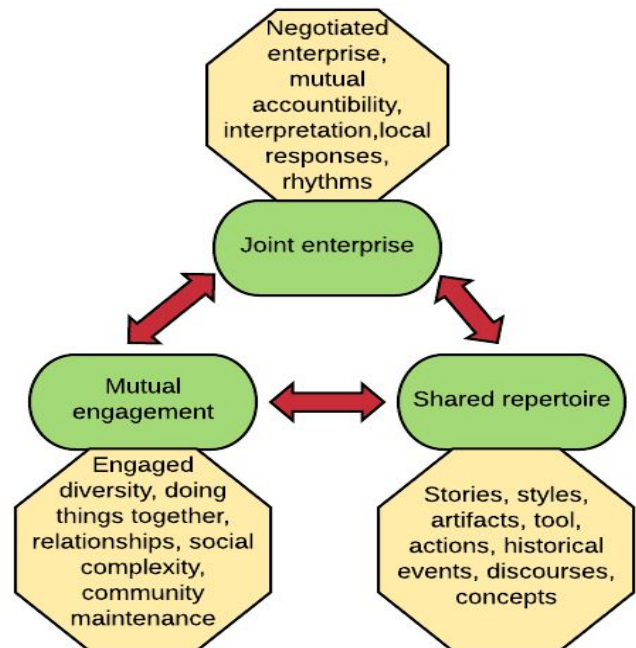 Negotiated
enterprise,
mutual
accountibility,
interpretation,local
responses,
rhythms
Joint enterprise
Mutual
engagement
Shared repertoire
Engaged
diversity, doing
things together,
relationships, social
complexity,
community
maintenance
Stories, styles,
artifacts, tool,
actions, historical
events, discourses,
concepts